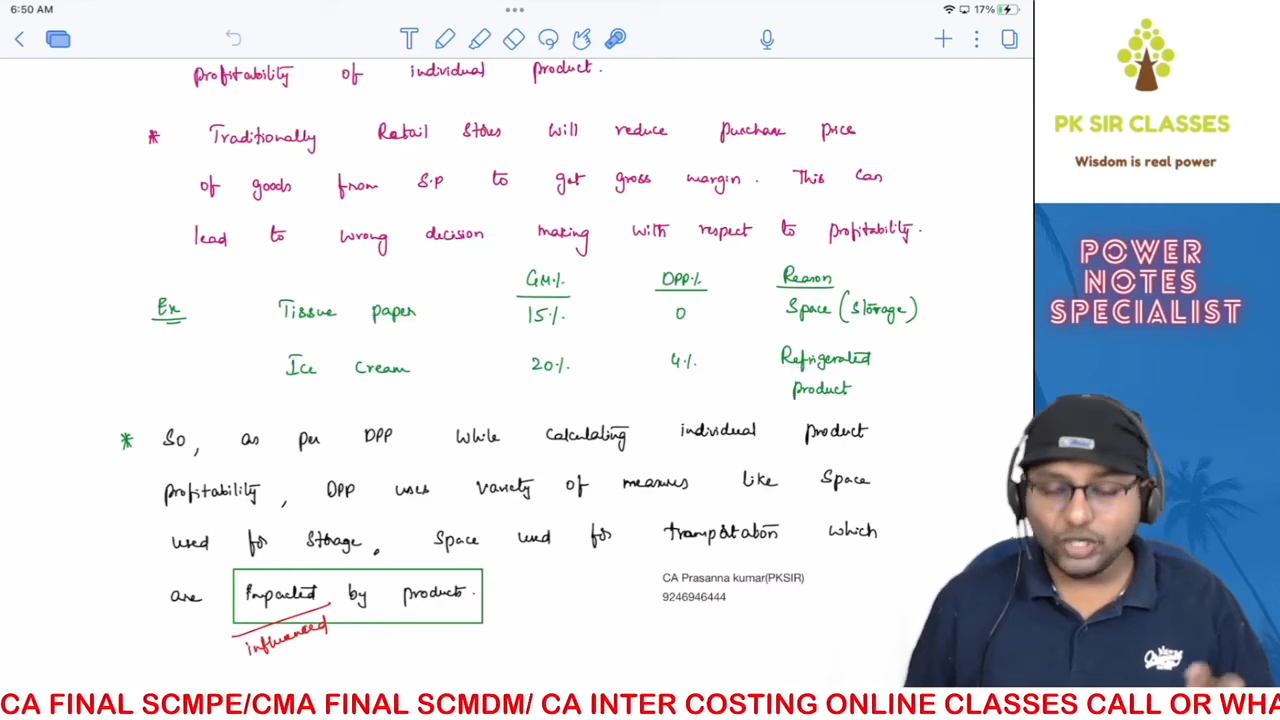 6:50 AM
17%
profitability of individual product.
* Traditionally Retail Stores will reduce purchase price
of goods from S.P to get gross margin. This can
lead to wrong decision making with respect to profitability.
GM% DPP% Reason
Ex Tissue paper 15% 0 Space (Storage)
Ice cream 20% 4% Refrigerated
product
* So, as per DPP while calculating individual product
profitability, DPP uses variety of measures like Space
used for Storage. Space used for transportation which
are impacted by products.
influenced
CA Prasanna kumar(PKSIR)
9246946444
PK SIR CLASSES
Wisdom is real power
POWER
NOTES
SPECIALIST
CA FINAL SCMPE/CMA FINAL SCMDM/ CA INTER COSTING ONLINE CLASSES CALL OR WHA